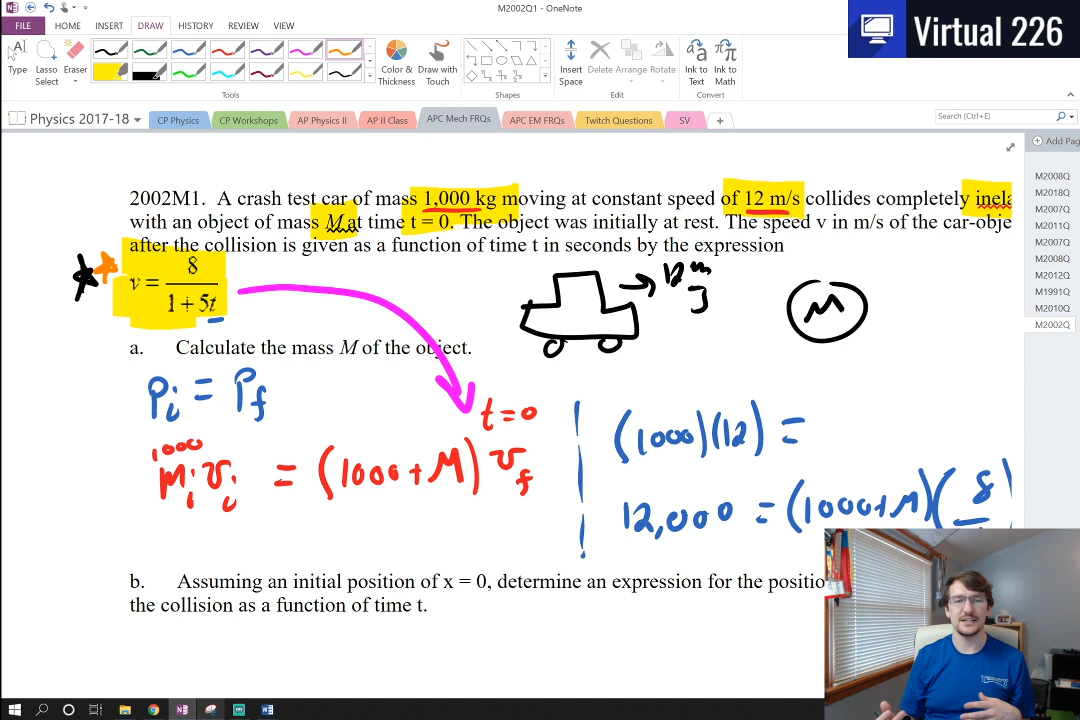 M2002Q1 - OneNote
FILE HOME INSERT DRAW HISTORY REVIEW VIEW
Virtual 226
Type Lasso Select Eraser Color & Thickness Draw with Touch Insert Space Delete Arrange Rotate Ink to Text Ink to Math
Tools Shapes Edit Convert
Physics 2017-18 CP Physics CP Workshops AP Physics II AP II Class APC Mech FRQs APC EM FRQs Twitch Questions SV + Search (Ctrl+E)
Add Pag
M2008Q
M2018Q
M2007Q
M2011Q
M2007Q
M2008Q
M2012Q
M1991Q
M2010Q
M2002Q
2002M1. A crash test car of mass 1,000 kg moving at constant speed of 12 m/s collides completely inela
with an object of mass M at time t = 0. The object was initially at rest. The speed v in m/s of the car-obje
after the collision is given as a function of time t in seconds by the expression
v = 8 / 1 + 5t
12 m/s
M
a. Calculate the mass M of the object.
Pi = Pf
t = 0
1000
mivi = (1000 + M) vf
(1000)(12) =
12,000 = (1000 + M)( 8
b. Assuming an initial position of x = 0, determine an expression for the positio
the collision as a function of time t.